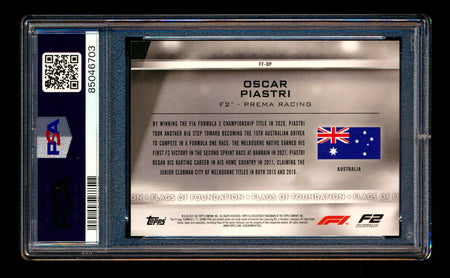 85046703
PSA
FF-OP
OSCAR
PIASTRI
F2™ - PREMA RACING
BY WINNING THE FIA FORMULA 3 CHAMPIONSHIP TITLE IN 2020, PIASTRI
TOOK ANOTHER BIG STEP TOWARD BECOMING THE 15TH AUSTRALIAN DRIVER
TO COMPETE IN A FORMULA ONE RACE. THE MELBOURNE NATIVE EARNED HIS
FIRST F2 VICTORY IN THE SECOND SPRINT RACE AT BAHRAIN IN 2021. PIASTRI
BEGAN HIS KARTING CAREER IN HIS HOME COUNTRY IN 2011, CLAIMING THE
JUNIOR CLUBMAN CITY OF MELBOURNE TITLES IN BOTH 2015 AND 2016.
AUSTRALIA
FLAGS OF FOUNDATION • FLAGS OF FOUNDATION • FLAGS OF FOUNDATION
Topps
F1
F2